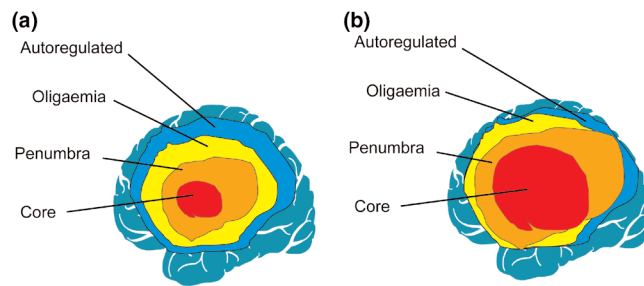 (a)
Autoregulated
Oligaemia
Penumbra
Core
(b)
Autoregulated
Oligaemia
Penumbra
Core